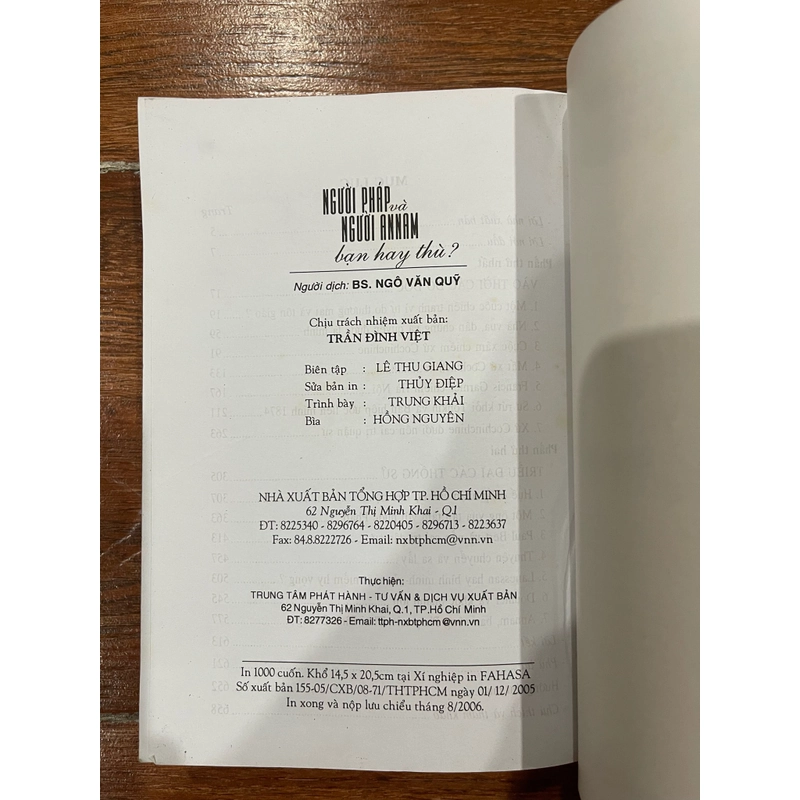 NGƯỜI PHÁP và
NGƯỜI ANNAM
bạn hay thù?
Người dịch: BS. NGÔ VĂN QUỸ
Chịu trách nhiệm xuất bản:
TRẦN ĐÌNH VIỆT
Biên tập : LÊ THU GIANG
Sửa bản in : THỦY ĐIỆP
Trình bày : TRUNG KHẢI
Bìa : HỒNG NGUYÊN
NHÀ XUẤT BẢN TỔNG HỢP TP. HỒ CHÍ MINH
62 Nguyễn Thị Minh Khai - Q.1
ĐT: 8225340 - 8296764 - 8220405 - 8296713 - 8223637
Fax: 84.8.8222726 - Email: nxbtphcm@vnn.vn
Thực hiện:
TRUNG TÂM PHÁT HÀNH - TƯ VẤN & DỊCH VỤ XUẤT BẢN
62 Nguyễn Thị Minh Khai, Q.1, TP.Hồ Chí Minh
ĐT: 8277326 - Email: ttph-nxbtphcm@vnn.vn
In 1000 cuốn. Khổ 14,5 x 20,5cm tại Xí nghiệp in FAHASA
Số xuất bản 155-05/CXB/08-71/THTPHCM ngày 01/ 12/ 2005
In xong và nộp lưu chiểu tháng 8/2006.